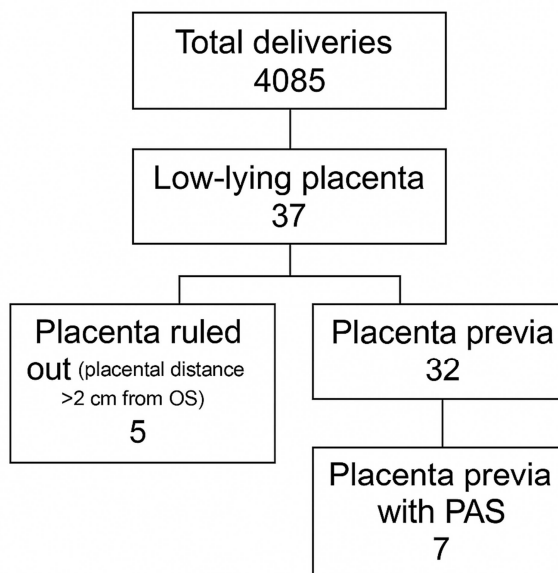 Total deliveries
4085
Low-lying placenta
37
Placenta ruled
out (placental distance
>2 cm from OS)
5
Placenta previa
32
Placenta previa
with PAS
7